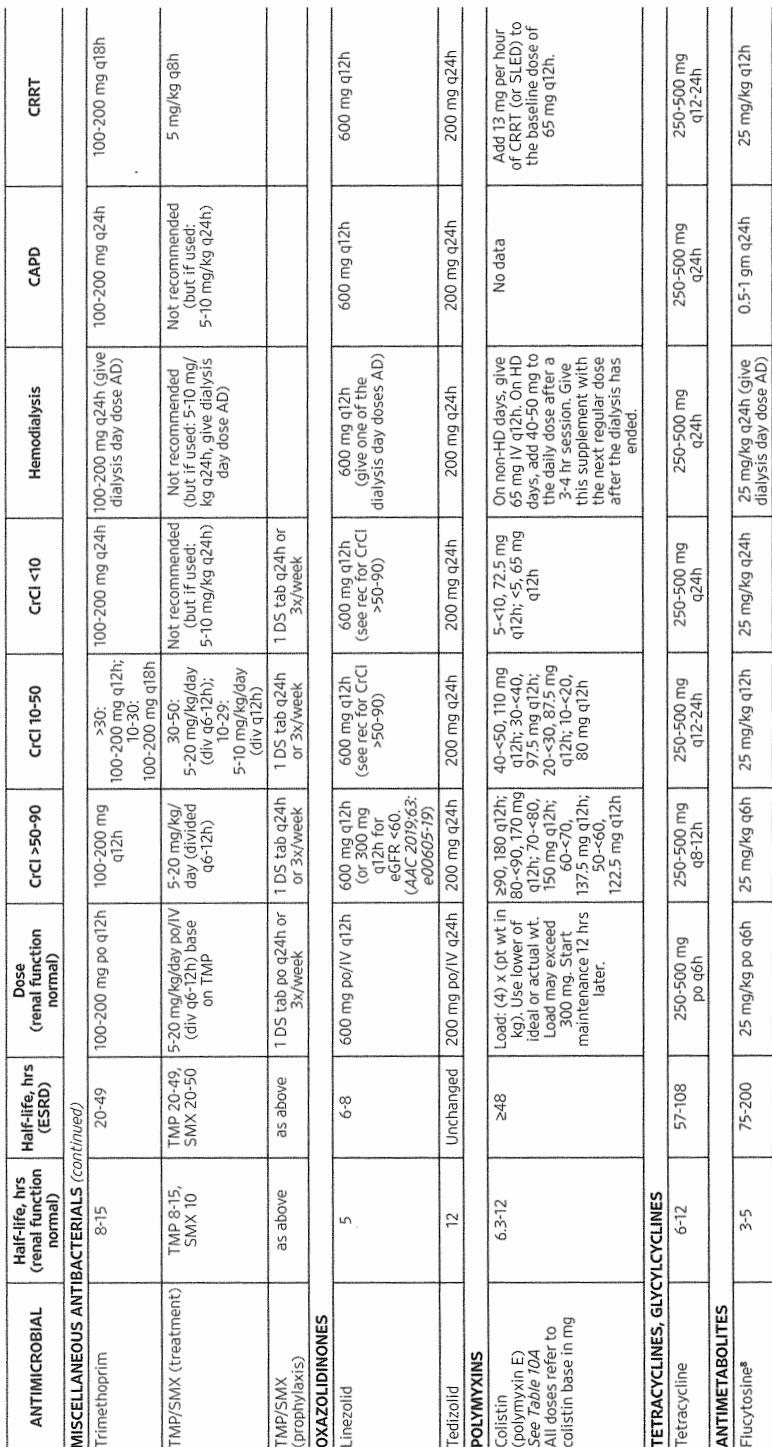 ANTIMICROBIAL
Half-life, hrs
(renal function
normal)
Half-life, hrs
(ESRD)
Dose
(renal function
normal)
CrCl >50-90
CrCl 10-50
CrCl <10
Hemodialysis
CAPD
CRRT
MISCELLANEOUS ANTIBACTERIALS (continued)
Trimethoprim
8-15
20-49
100-200 mg po q12h
100-200 mg
q12h
>30:
100-200 mg q12h;
10-30:
100-200 mg q18h
100-200 mg q24h
100-200 mg q24h (give
dialysis day dose AD)
100-200 mg q24h
100-200 mg q18h
TMP/SMX (treatment)
TMP 8-15,
SMX 10
TMP 20-49,
SMX 20-50
5-20 mg/kg/day po/IV
(div q6-12h) base
on TMP
5-20 mg/kg/
day (divided
q6-12h)
30-50:
5-20 mg/kg/day
(div q6-12h);
10-29:
5-10 mg/kg/day
(div q12h)
Not recommended
(but if used:
5-10 mg/kg q24h)
Not recommended
(but if used: 5-10 mg/
kg q24h, give dialysis
day dose AD)
Not recommended
(but if used:
5-10 mg/kg q24h)
5 mg/kg q8h
TMP/SMX
(prophylaxis)
as above
as above
1 DS tab po q24h or
3x/week
1 DS tab q24h
or 3x/week
1 DS tab q24h
or 3x/week
1 DS tab q24h or
3x/week
OXAZOLIDINONES
Linezolid
5
6-8
600 mg po/IV q12h
600 mg q12h
(or 300 mg
q12h for
eGFR <60.
(AAC 2019;63:
e00605-19)
600 mg q12h
(see rec for CrCl
>50-90)
600 mg q12h
(see rec for CrCl
>50-90)
600 mg q12h
(give one of the
dialysis day doses AD)
600 mg q12h
600 mg q12h
Tedizolid
12
Unchanged
200 mg po/IV q24h
200 mg q24h
200 mg q24h
200 mg q24h
200 mg q24h
200 mg q24h
200 mg q24h
POLYMYXINS
Colistin
(polymyxin E)
See Table 10A
All doses refer to
colistin base in mg
6.3-12
≥48
Load: (4) x (pt wt in
kg). Use lower of
ideal or actual wt.
Load may exceed
300 mg. Start
maintenance 12 hrs
later.
≥90, 180 q12h;
80-<90, 170 mg
q12h; 70-<80,
150 mg q12h;
60-<70,
137.5 mg q12h;
50-<60,
122.5 mg q12h
40-<50, 110 mg
q12h; 30-<40,
97.5 mg q12h;
20-<30, 87.5 mg
q12h; 10-<20,
80 mg q12h
5-<10, 72.5 mg
q12h; <5, 65 mg
q12h
On non-HD days, give
65 mg IV q12h. On HD
days, add 40-50 mg to
the daily dose after a
3-4 hr session. Give
this supplement with
the next regular dose
after the dialysis has
ended.
No data
Add 13 mg per hour
of CRRT (or SLED) to
the baseline dose of
65 mg q12h.
TETRACYCLINES, GLYCYLCYCLINES
Tetracycline
6-12
57-108
250-500 mg
po q6h
250-500 mg
q8-12h
250-500 mg
q12-24h
250-500 mg
q24h
250-500 mg
q24h
250-500 mg
q24h
250-500 mg
q12-24h
ANTIMETABOLITES
Flucytosine⁸
3-5
75-200
25 mg/kg po q6h
25 mg/kg q6h
25 mg/kg q12h
25 mg/kg q24h
25 mg/kg q24h (give
dialysis day dose AD)
0.5-1 gm q24h
25 mg/kg q12h